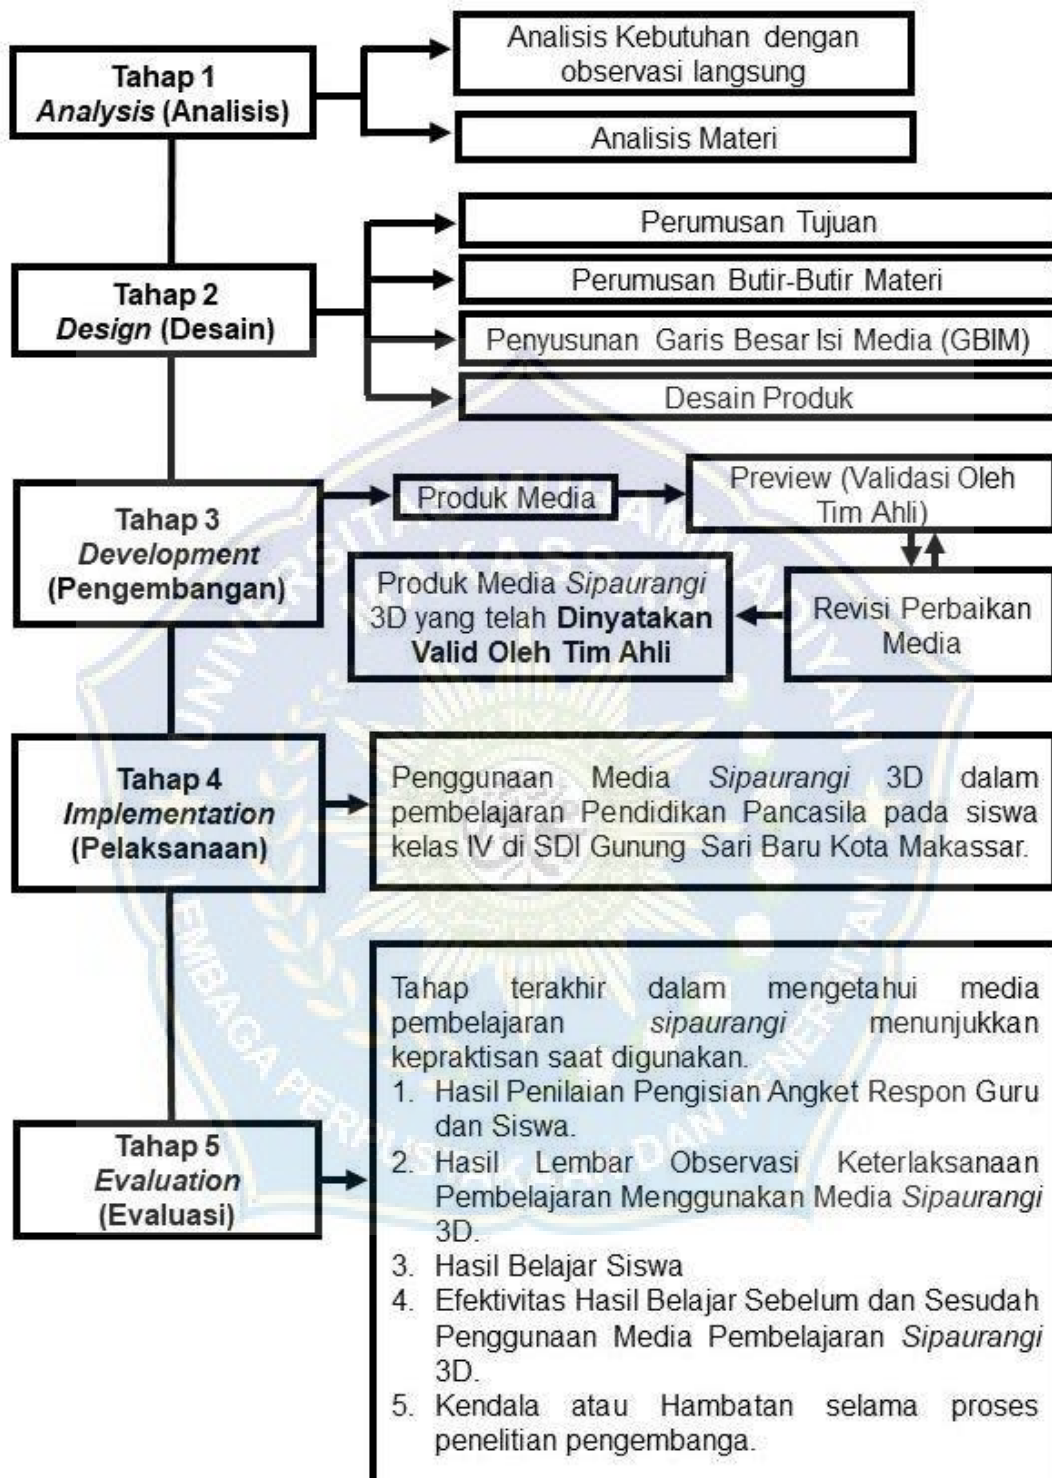 Tahap 1
Analysis (Analisis)
Analisis Kebutuhan dengan
observasi langsung
Analisis Materi
Tahap 2
Design (Desain)
Perumusan Tujuan
Perumusan Butir-Butir Materi
Penyusunan Garis Besar Isi Media (GBIM)
Desain Produk
Tahap 3
Development
(Pengembangan)
Produk Media
Preview (Validasi Oleh
Tim Ahli)
Revisi Perbaikan
Media
Produk Media Sipaurangi
3D yang telah Dinyatakan
Valid Oleh Tim Ahli
Tahap 4
Implementation
(Pelaksanaan)
Penggunaan Media Sipaurangi 3D dalam
pembelajaran Pendidikan Pancasila pada siswa
kelas IV di SDI Gunung Sari Baru Kota Makassar.
Tahap 5
Evaluation
(Evaluasi)
Tahap terakhir dalam mengetahui media
pembelajaran sipaurangi menunjukkan
kepraktisan saat digunakan.
1. Hasil Penilaian Pengisian Angket Respon Guru
dan Siswa.
2. Hasil Lembar Observasi Keterlaksanaan
Pembelajaran Menggunakan Media Sipaurangi
3D.
3. Hasil Belajar Siswa
4. Efektivitas Hasil Belajar Sebelum dan Sesudah
Penggunaan Media Pembelajaran Sipaurangi
3D.
5. Kendala atau Hambatan selama proses
penelitian pengembanga.
UNIVERSITAS MUHAMMADIYAH
MAKASSAR
LEMBAGA PERPUSTAKAAN DAN PENERBITAN